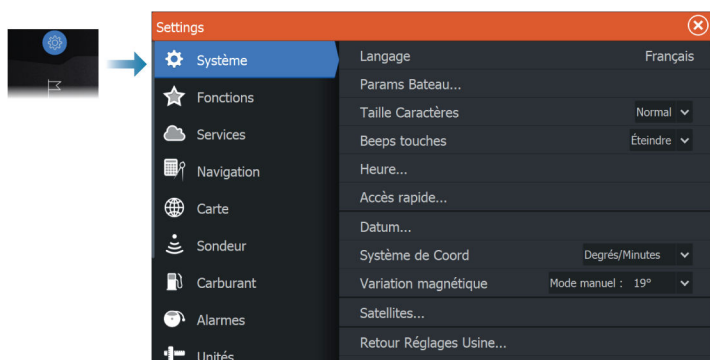 Settings
Système
Fonctions
Services
Navigation
Carte
Sondeur
Carburant
Alarmes
Unités
Langage Français
Params Bateau...
Taille Caractères Normal
Beeps touches Éteindre
Heure...
Accès rapide...
Datum...
Système de Coord Degrés/Minutes
Variation magnétique Mode manuel : 19°
Satellites...
Retour Réglages Usine...